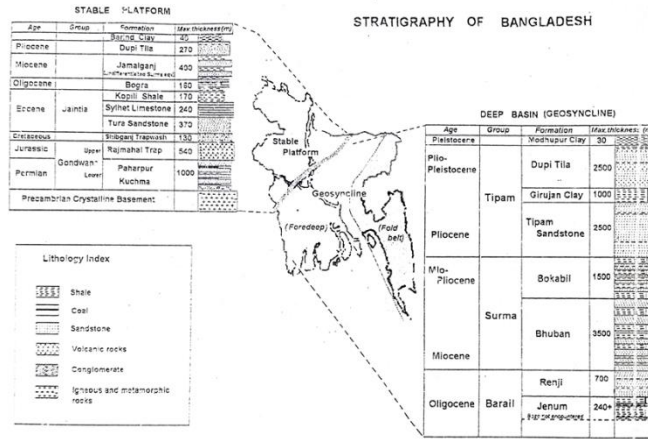 STABLE PLATFORM
STRATIGRAPHY OF BANGLADESH
Age Group Formation Max. thickness (m)
Barind Clay
Pliocene Dupi Tila 270
Miocene Jamalganj 400
Oligocene Bogra
Eocene Jaintia Kopili Shale 170
Sylhet Limestone 240
Tura Sandstone 370
Cretaceous Shibganj Trapwash 130
Jurassic Gondwana Upper Rajmahal Trap 540
Permian Lower Paharpur 1000
Kuchma
Precambrian Crystalline Basement
Stable
Platform
Geosyncline
(Foredeep)
(Fold
belt)
Lithology Index
Shale
Coal
Sandstone
Volcanic rocks
Conglomerate
Igneous and metamorphic
rocks
DEEP BASIN (GEOSYNCLINE)
Age Group Formation Max. thickness (m)
Pleistocene Modhupur Clay 30
Plio-
Pleistocene Dupi Tila 2500
Tipam Girujan Clay 1000
Pliocene Tipam
Sandstone 2500
Mio-
Pliocene Bokabil 1500
Surma
Bhuban 3500
Miocene
Renji 700
Oligocene Barail Jenum 240+